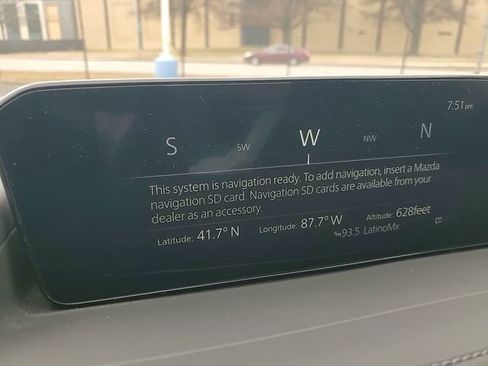 7:51 pm
S SW W NW N
This system is navigation ready. To add navigation, insert a Mazda
navigation SD card. Navigation SD cards are available from your
dealer as an accessory.
Latitude: 41.7° N Longitude: 87.7° W Altitude: 628feet
93.5 LatinoMx